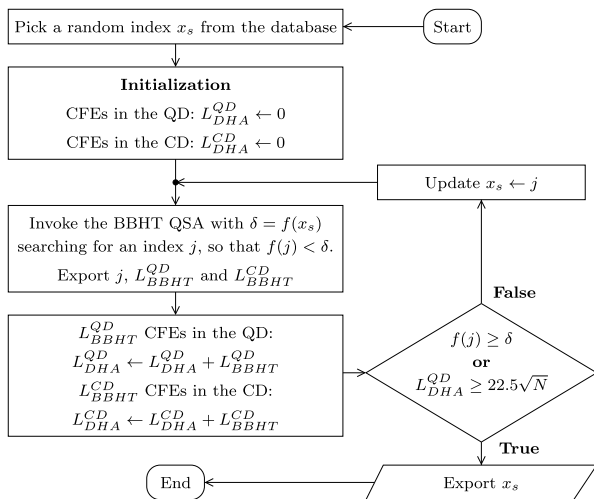 Start
Pick a random index x_s from the database
Initialization
CFEs in the QD: L_{DHA}^{QD} ← 0
CFEs in the CD: L_{DHA}^{CD} ← 0
Update x_s ← j
Invoke the BBHT QSA with δ = f(x_s)
searching for an index j, so that f(j) < δ.
Export j, L_{BBHT}^{QD} and L_{BBHT}^{CD}
L_{BBHT}^{QD} CFEs in the QD:
L_{DHA}^{QD} ← L_{DHA}^{QD} + L_{BBHT}^{QD}
L_{BBHT}^{CD} CFEs in the CD:
L_{DHA}^{CD} ← L_{DHA}^{CD} + L_{BBHT}^{CD}
False
f(j) ≥ δ
or
L_{DHA}^{QD} ≥ 22.5√N
True
Export x_s
End